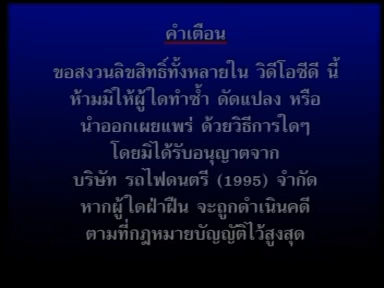 คำเตือน
ขอสงวนลิขสิทธิ์ทั้งหลายใน วิดีโอซีดี นี้
ห้ามมิให้ผู้ใดทำซ้ำ ดัดแปลง หรือ
นำออกเผยแพร่ ด้วยวิธีการใดๆ
โดยมิได้รับอนุญาตจาก
บริษัท รถไฟดนตรี (1995) จำกัด
หากผู้ใดฝ่าฝืน จะถูกดำเนินคดี
ตามที่กฎหมายบัญญัติไว้สูงสุด